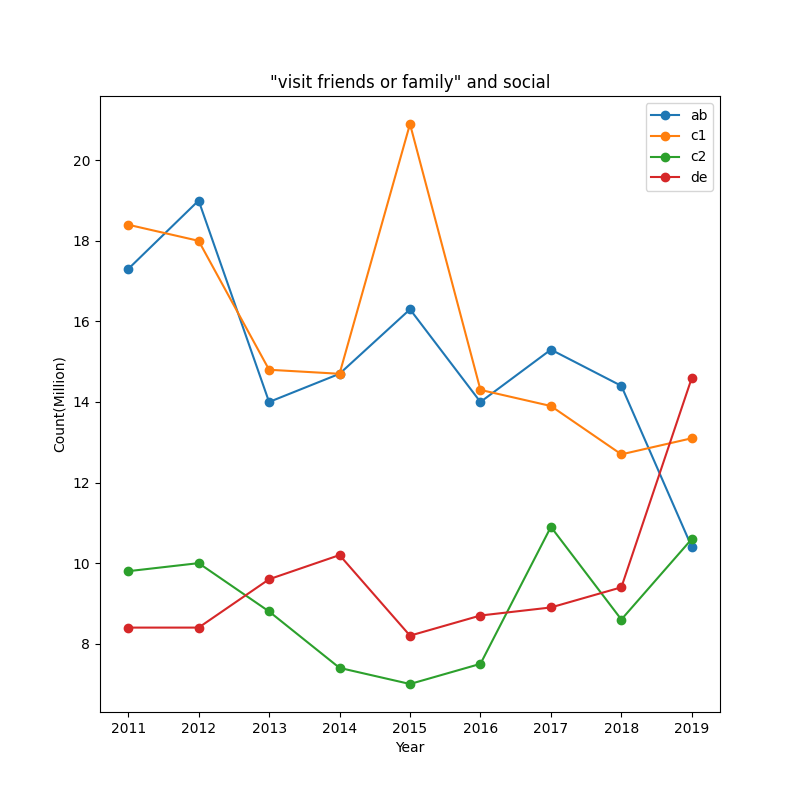 "visit friends or family" and social
ab
c1
c2
de
Count(Million)
20
18
16
14
12
10
8
2011 2012 2013 2014 2015 2016 2017 2018 2019
Year